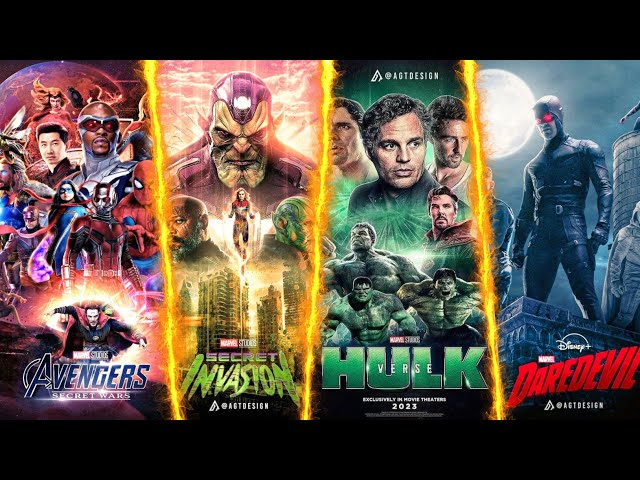 MARVEL STUDIOS
AVENGERS
SECRET WARS
@AGTDESIGN
MARVEL STUDIOS
SECRET
INVASION
@AGTDESIGN
@AGTDESIGN
MARVEL STUDIOS
HULK
VERSE
EXCLUSIVELY IN MOVIE THEATERS
2023
Disney+
MARVEL
DAREDEVIL
@AGTDESIGN